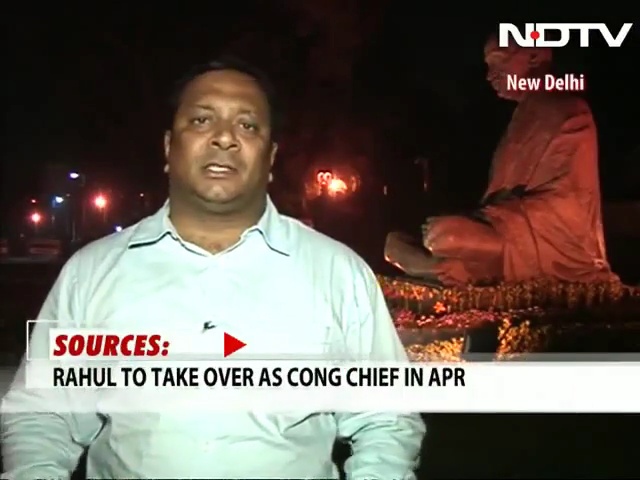 NDTV
New Delhi
SOURCES:
RAHUL TO TAKE OVER AS CONG CHIEF IN APR